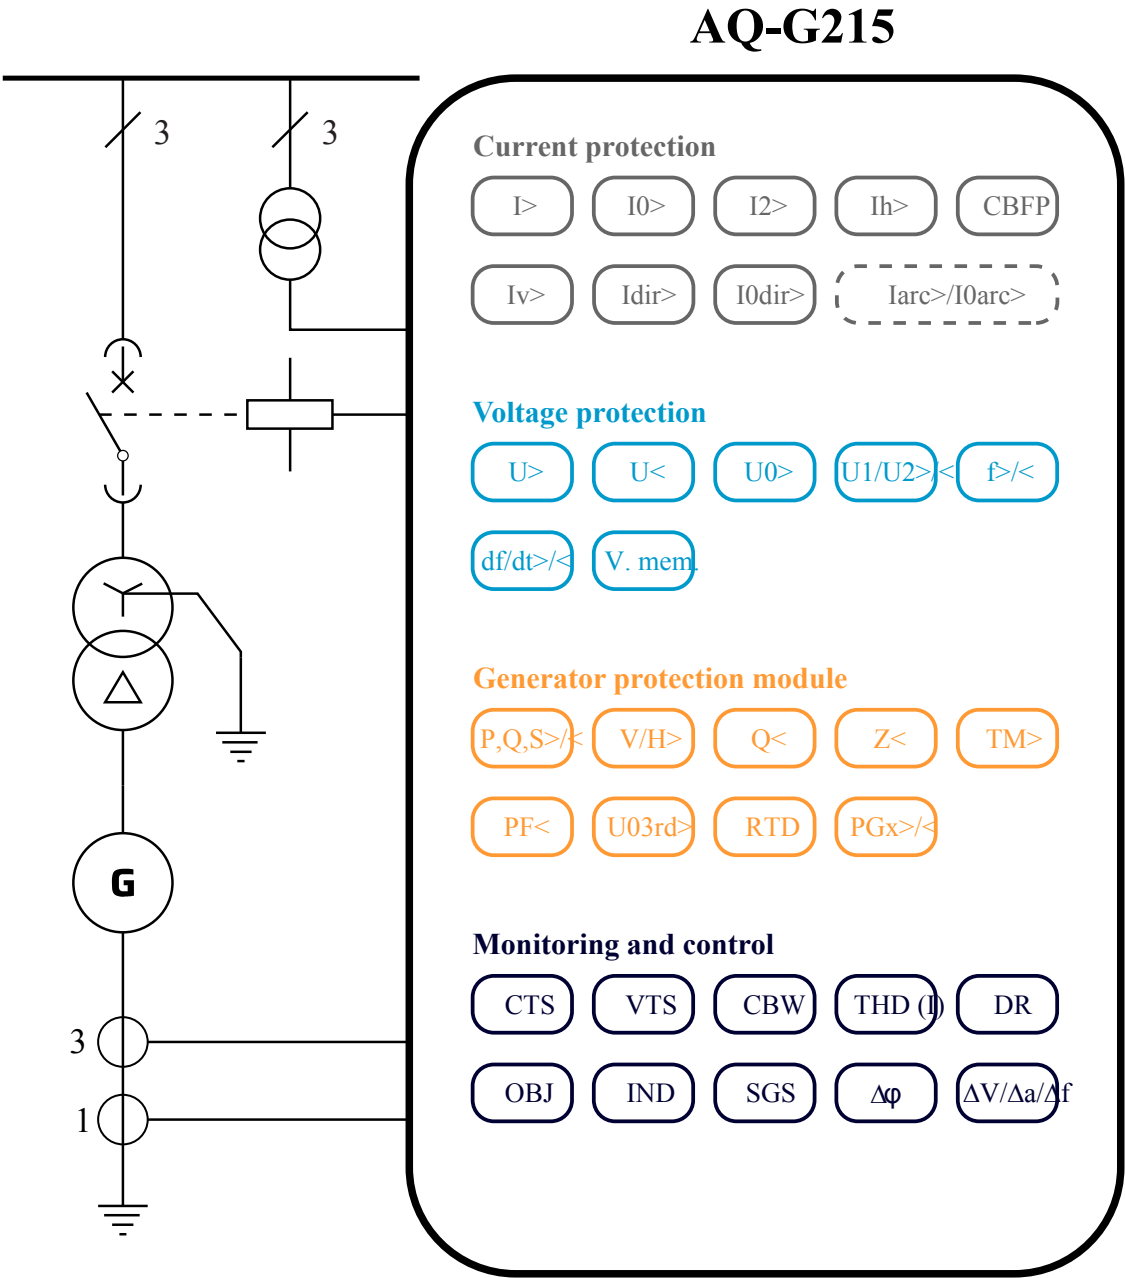 AQ-G215
3
3
Current protection
I> I0> I2> Ih> CBFP
Iv> Idir> I0dir> Iarc>/I0arc>
Voltage protection
U> U< U0> U1/U2>/< f>/<
df/dt>/< V. mem.
Generator protection module
P,Q,S>/< V/H> Q< Z< TM>
PF< U03rd> RTD PGx>/<
G
Monitoring and control
CTS VTS CBW THD (I) DR
3
OBJ IND SGS Δφ ΔV/Δa/Δf
1